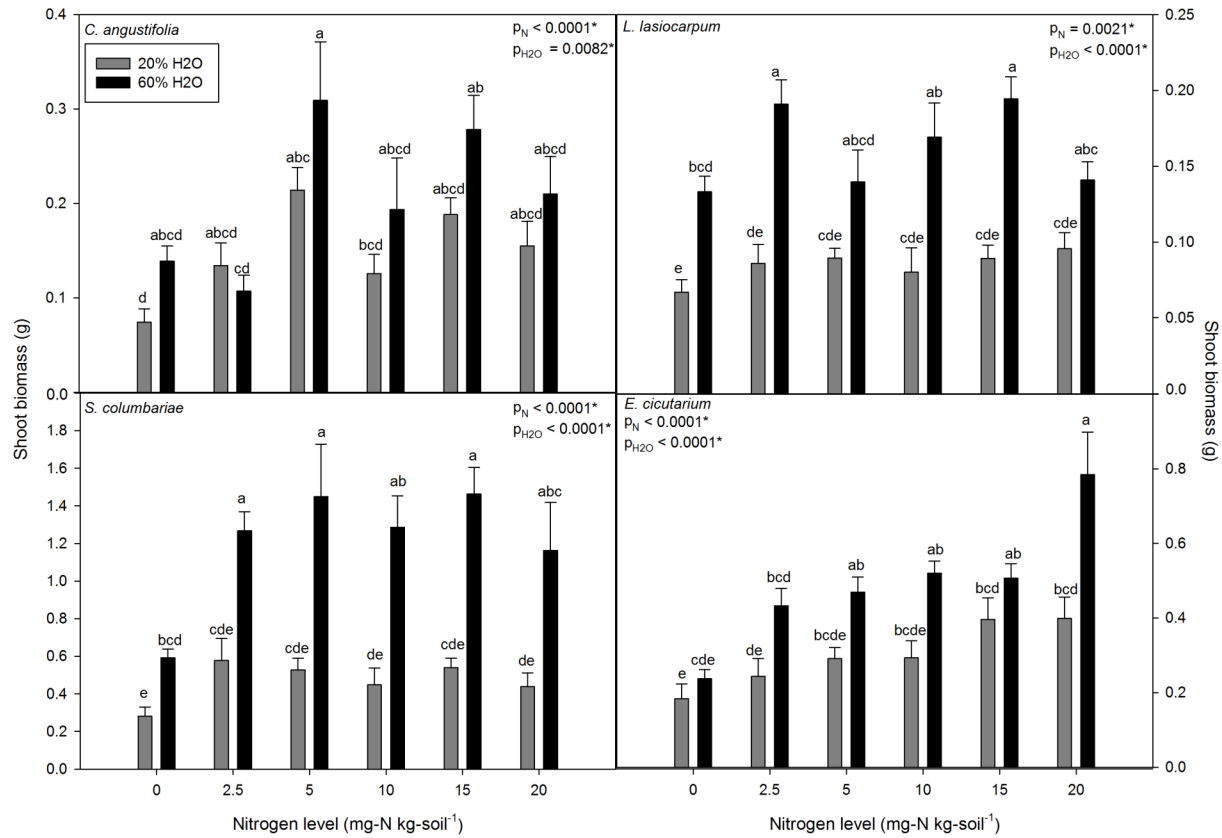 C. angustifolia
20% H2O
60% H2O
pN < 0.0001*
pH2O = 0.0082*
0.4
0.3
0.2
0.1
0.0
d
abcd
abcd
cd
abc
a
bcd
abcd
abcd
ab
abcd
abcd
L. lasiocarpum
pN = 0.0021*
pH2O < 0.0001*
0.25
0.20
0.15
0.10
0.05
0.0
e
bcd
de
a
cde
abcd
cde
ab
cde
a
cde
abc
Shoot biomass (g)
Shoot biomass (g)
S. columbariae
pN < 0.0001*
pH2O < 0.0001*
0.0
1.8
1.6
1.4
1.2
1.0
0.8
0.6
0.4
0.2
0.0
e
bcd
cde
a
cde
a
de
ab
cde
a
de
abc
E. cicutarium
pN < 0.0001*
pH2O < 0.0001*
0.8
0.6
0.4
0.2
0.0
e
cde
de
bcd
bcde
ab
bcde
ab
bcd
ab
bcd
a
0 2.5 5 10 15 20
0 2.5 5 10 15 20
Nitrogen level (mg-N kg-soil-1)
Nitrogen level (mg-N kg-soil-1)